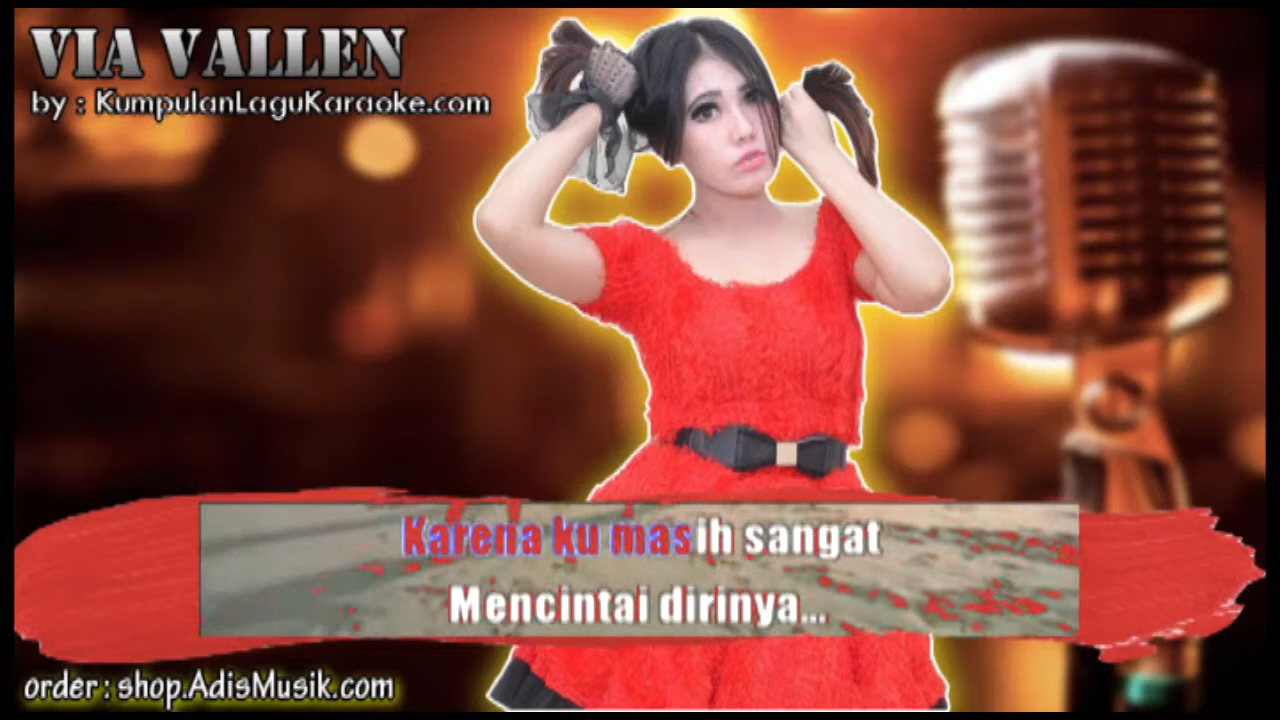 VIA VALLEN
by : KumpulanLaguKaraoke.com
Karena ku masih sangat
Mencintai dirinya...
order : shop.AdisMusik.com